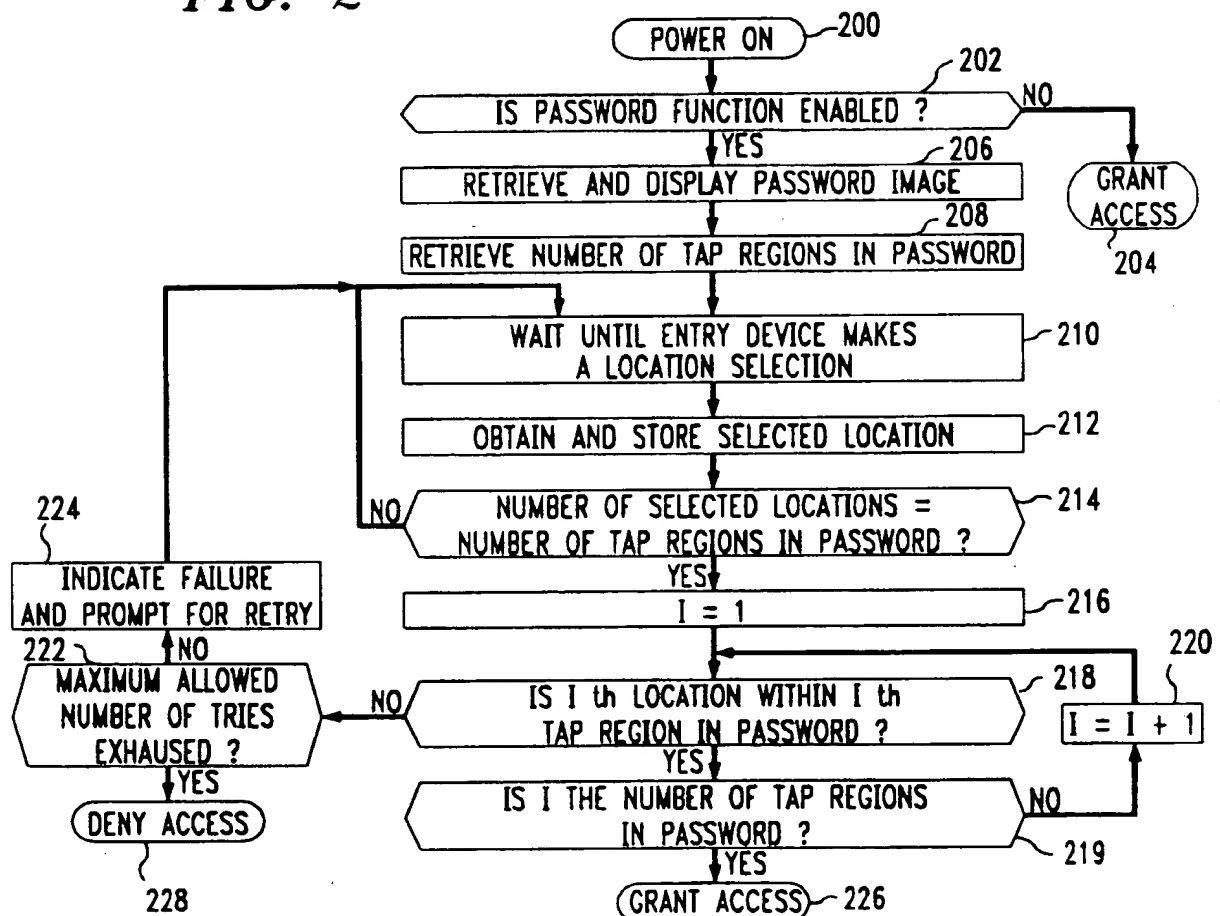 FIG. 2
POWER ON
200
202
IS PASSWORD FUNCTION ENABLED ?
NO
YES
206
RETRIEVE AND DISPLAY PASSWORD IMAGE
GRANT
ACCESS
204
208
RETRIEVE NUMBER OF TAP REGIONS IN PASSWORD
WAIT UNTIL ENTRY DEVICE MAKES
A LOCATION SELECTION
210
OBTAIN AND STORE SELECTED LOCATION
212
NUMBER OF SELECTED LOCATIONS =
NUMBER OF TAP REGIONS IN PASSWORD ?
214
NO
YES
224
INDICATE FAILURE
AND PROMPT FOR RETRY
I = 1
216
222
NO
MAXIMUM ALLOWED
NUMBER OF TRIES
EXHAUSED ?
YES
DENY ACCESS
228
NO
IS I th LOCATION WITHIN I th
TAP REGION IN PASSWORD ?
218
220
I = I + 1
YES
IS I THE NUMBER OF TAP REGIONS
IN PASSWORD ?
NO
219
YES
GRANT ACCESS
226